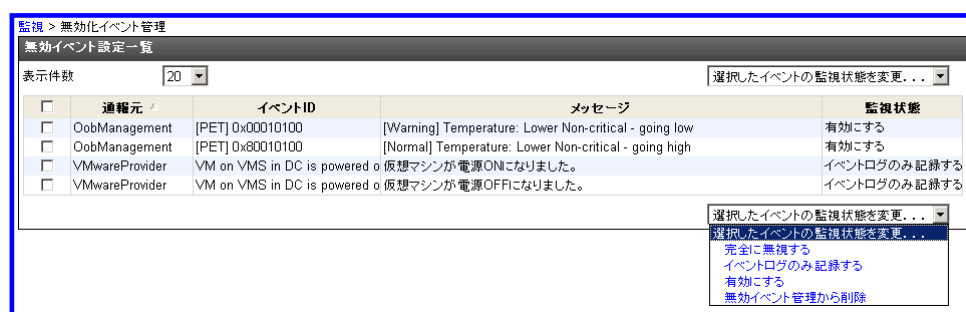 監視 > 無効化イベント管理
無効イベント設定一覧
表示件数 20 選択したイベントの監視状態を変更...
通報元 イベントID メッセージ 監視状態
OobManagement [PET] 0x00010100 [Warning] Temperature: Lower Non-critical - going low 有効にする
OobManagement [PET] 0x80010100 [Normal] Temperature: Lower Non-critical - going high 有効にする
VMwareProvider VM on VMS in DC is powered o 仮想マシンが電源ONになりました。 イベントログのみ記録する
VMwareProvider VM on VMS in DC is powered o 仮想マシンが電源OFFになりました。 イベントログのみ記録する
選択したイベントの監視状態を変更...
選択したイベントの監視状態を変更...
完全に無視する
イベントログのみ記録する
有効にする
無効イベント管理から削除